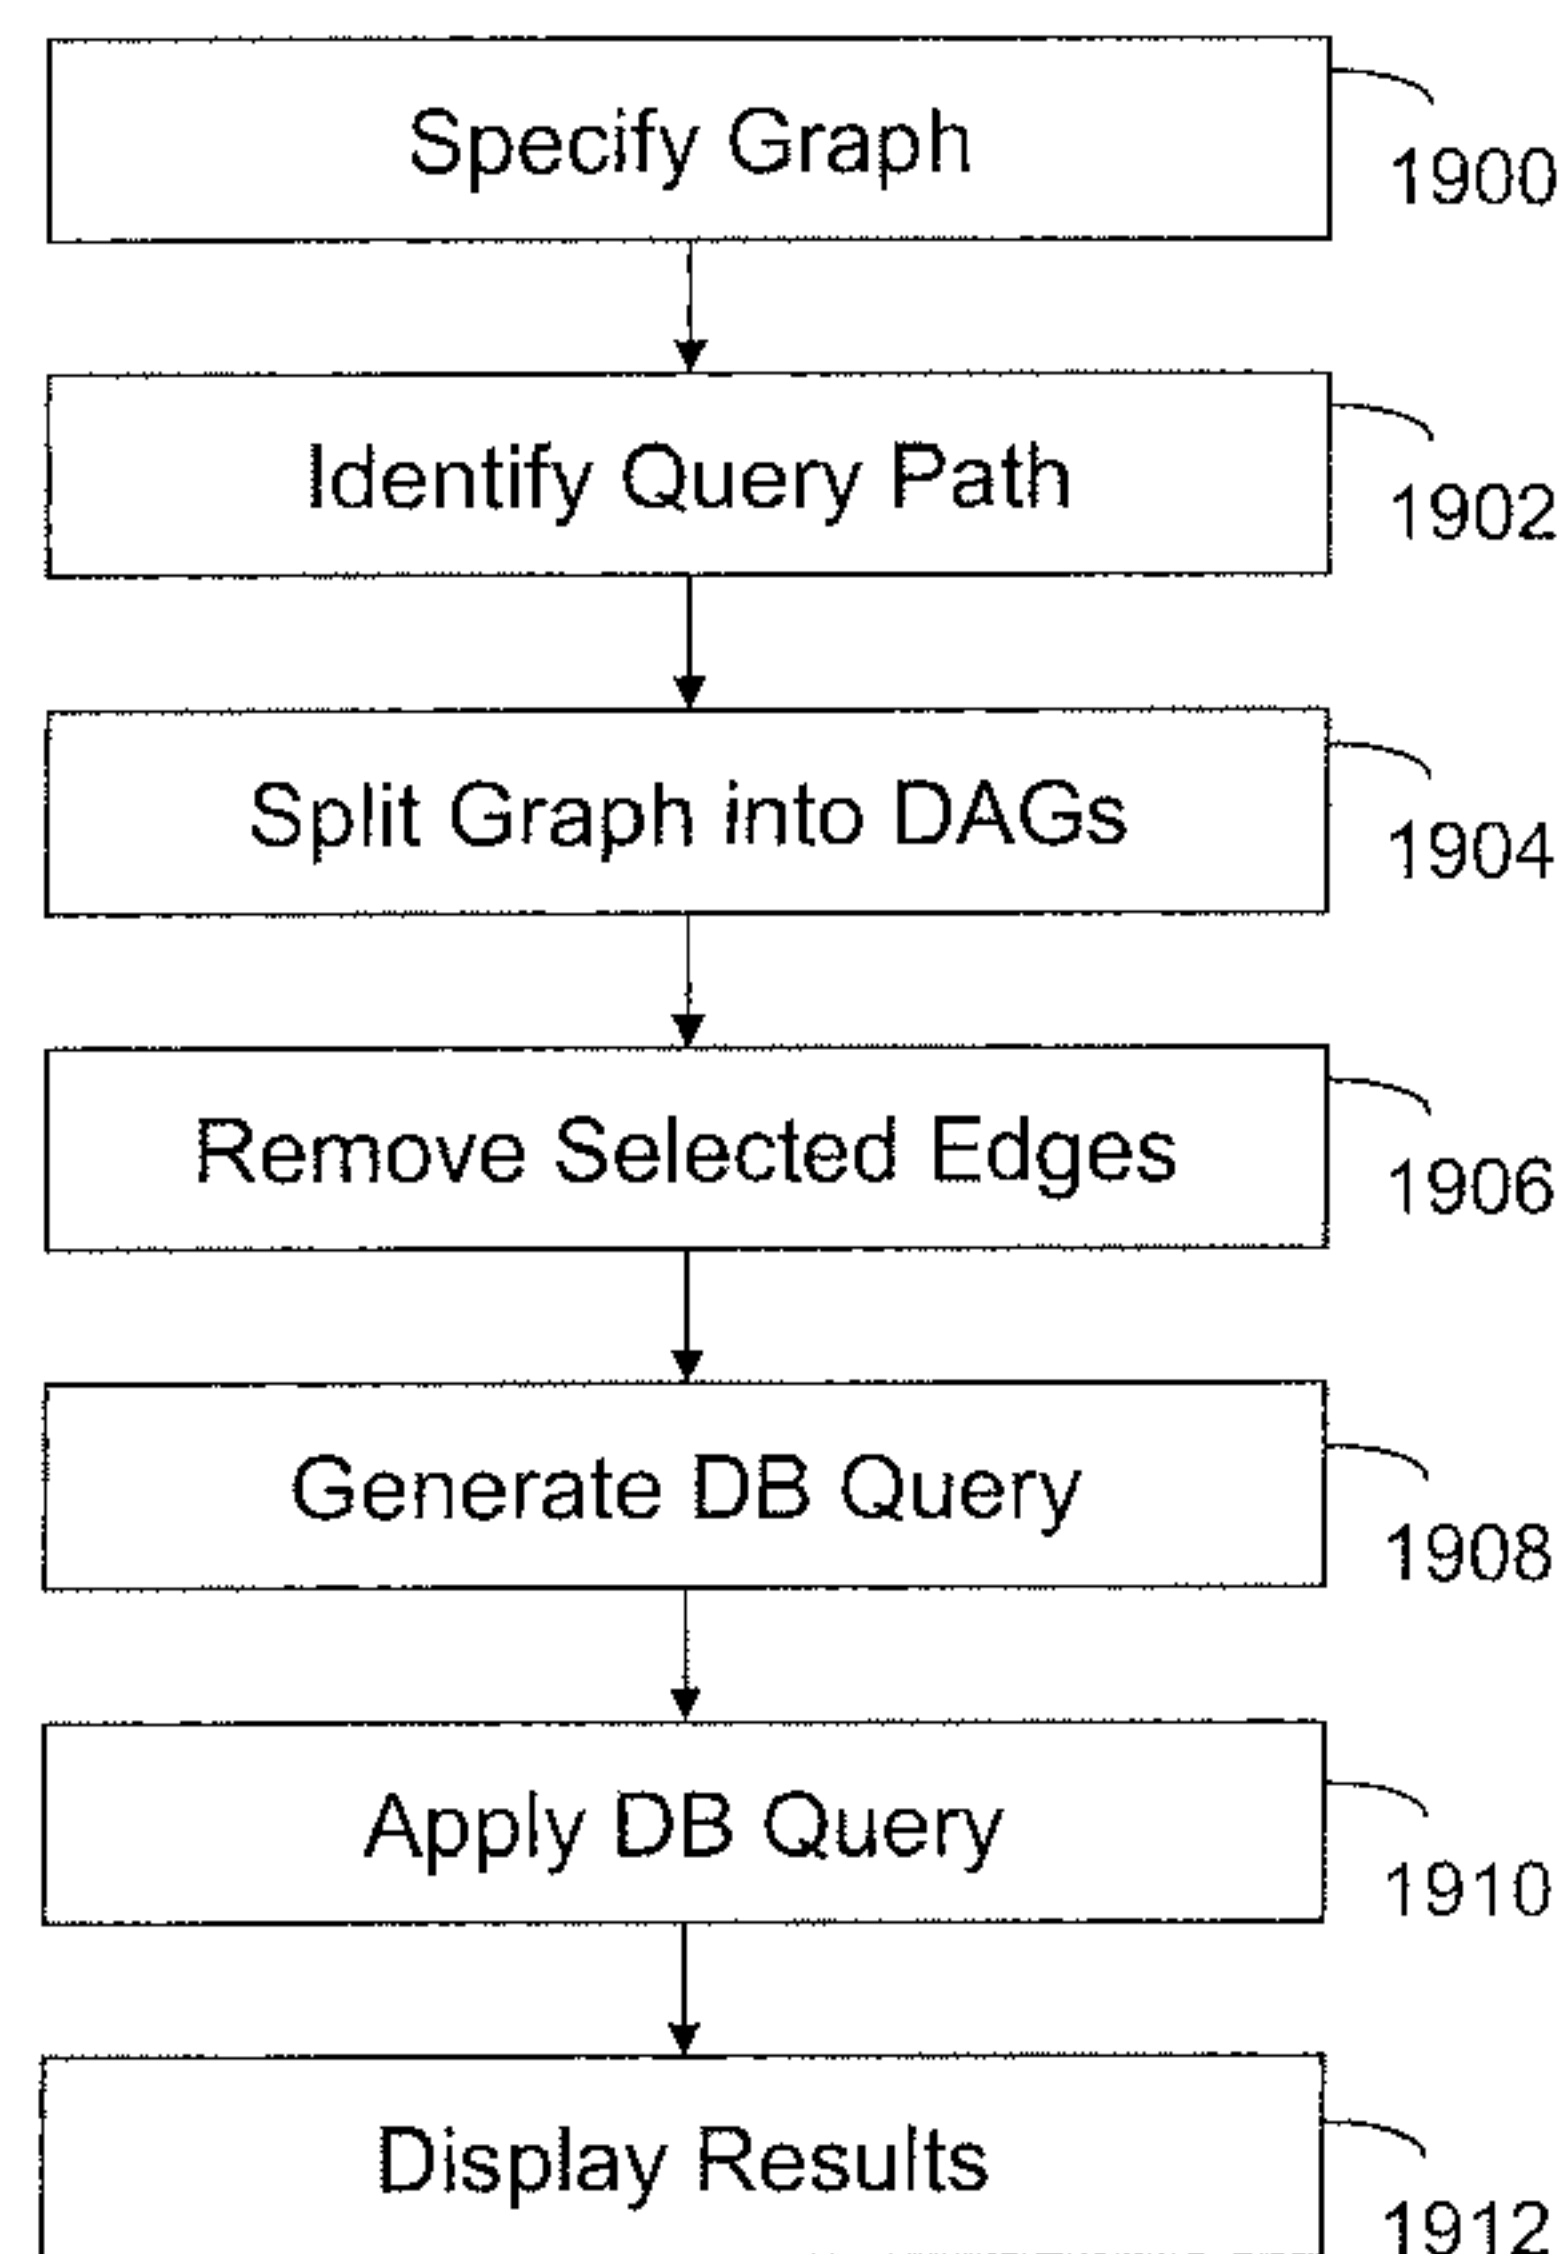 Specify Graph
1900
Identify Query Path
1902
Split Graph into DAGs
1904
Remove Selected Edges
1906
Generate DB Query
1908
Apply DB Query
1910
Display Results
1912